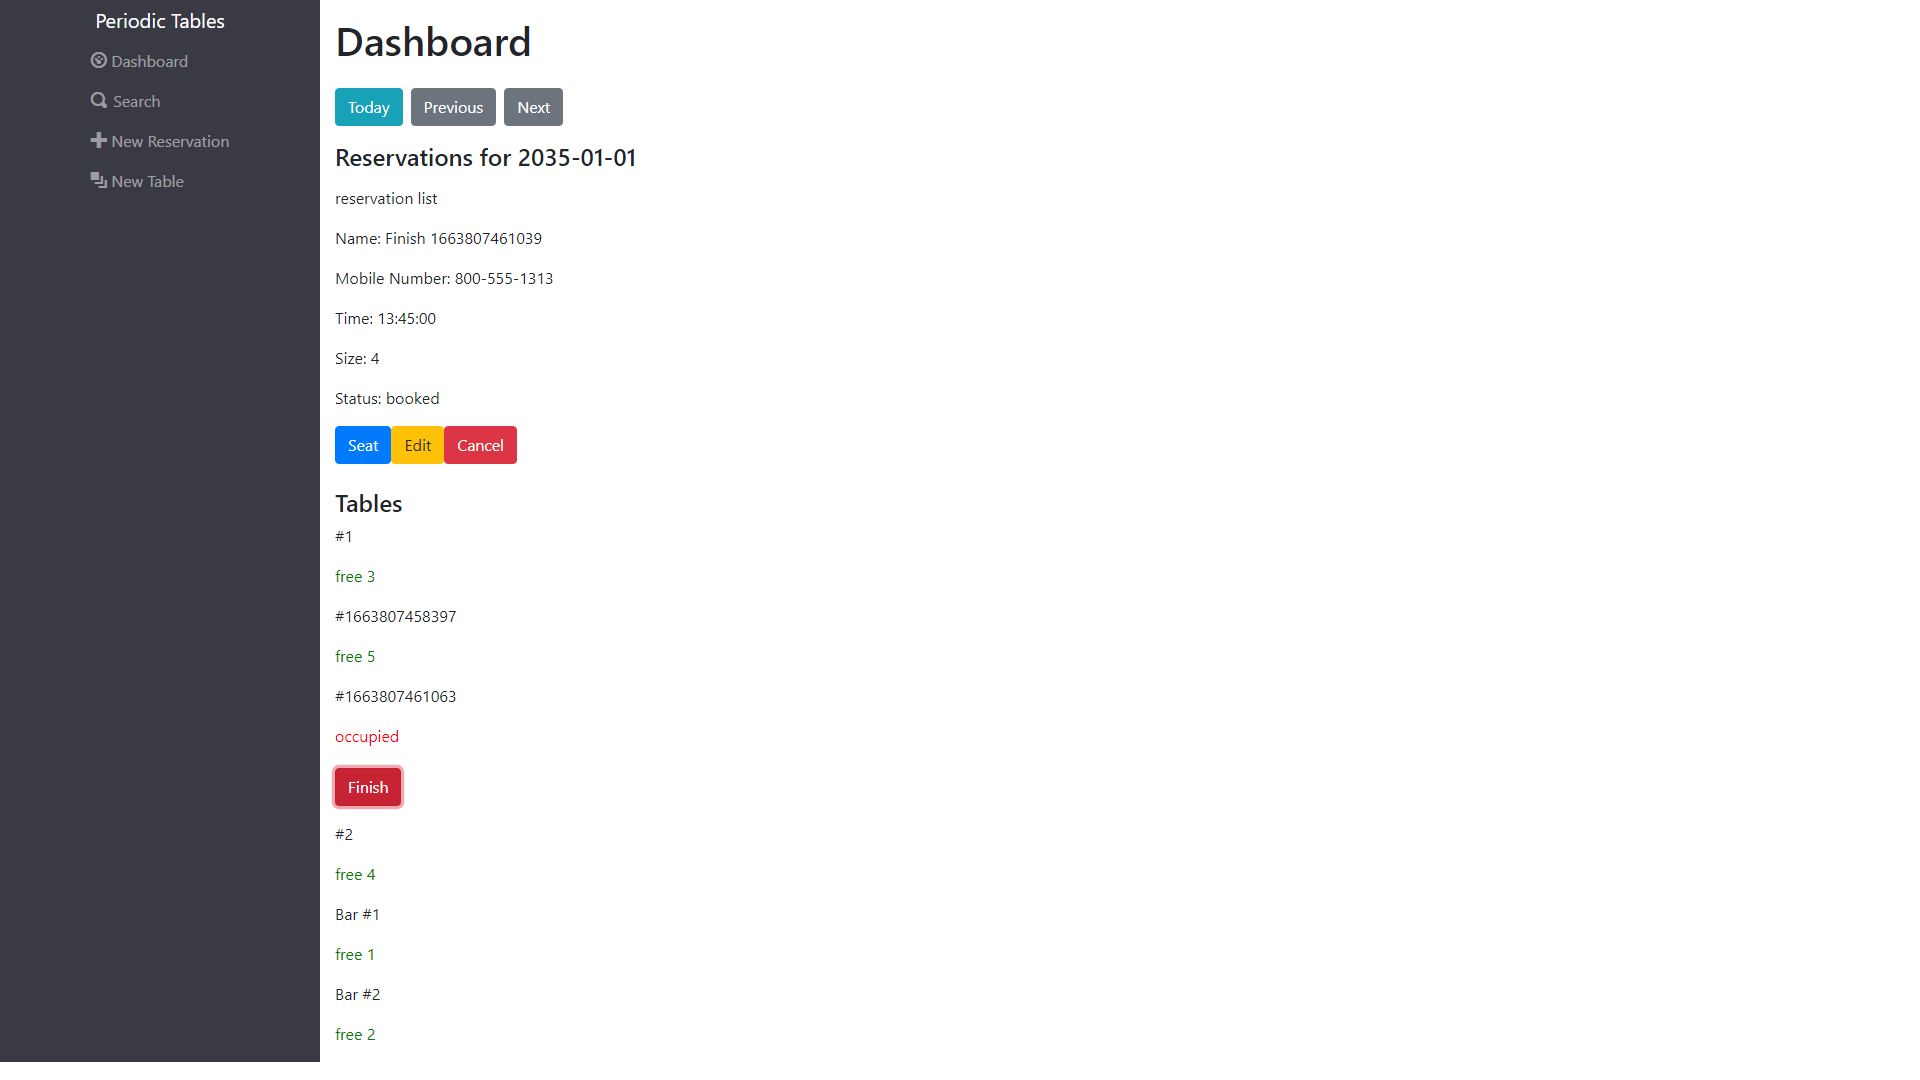 Periodic Tables
Dashboard
Search
New Reservation
New Table
Dashboard
Today Previous Next
Reservations for 2035-01-01
reservation list
Name: Finish 1663807461039
Mobile Number: 800-555-1313
Time: 13:45:00
Size: 4
Status: booked
Seat Edit Cancel
Tables
#1
free 3
#1663807458397
free 5
#1663807461063
occupied
Finish
#2
free 4
Bar #1
free 1
Bar #2
free 2